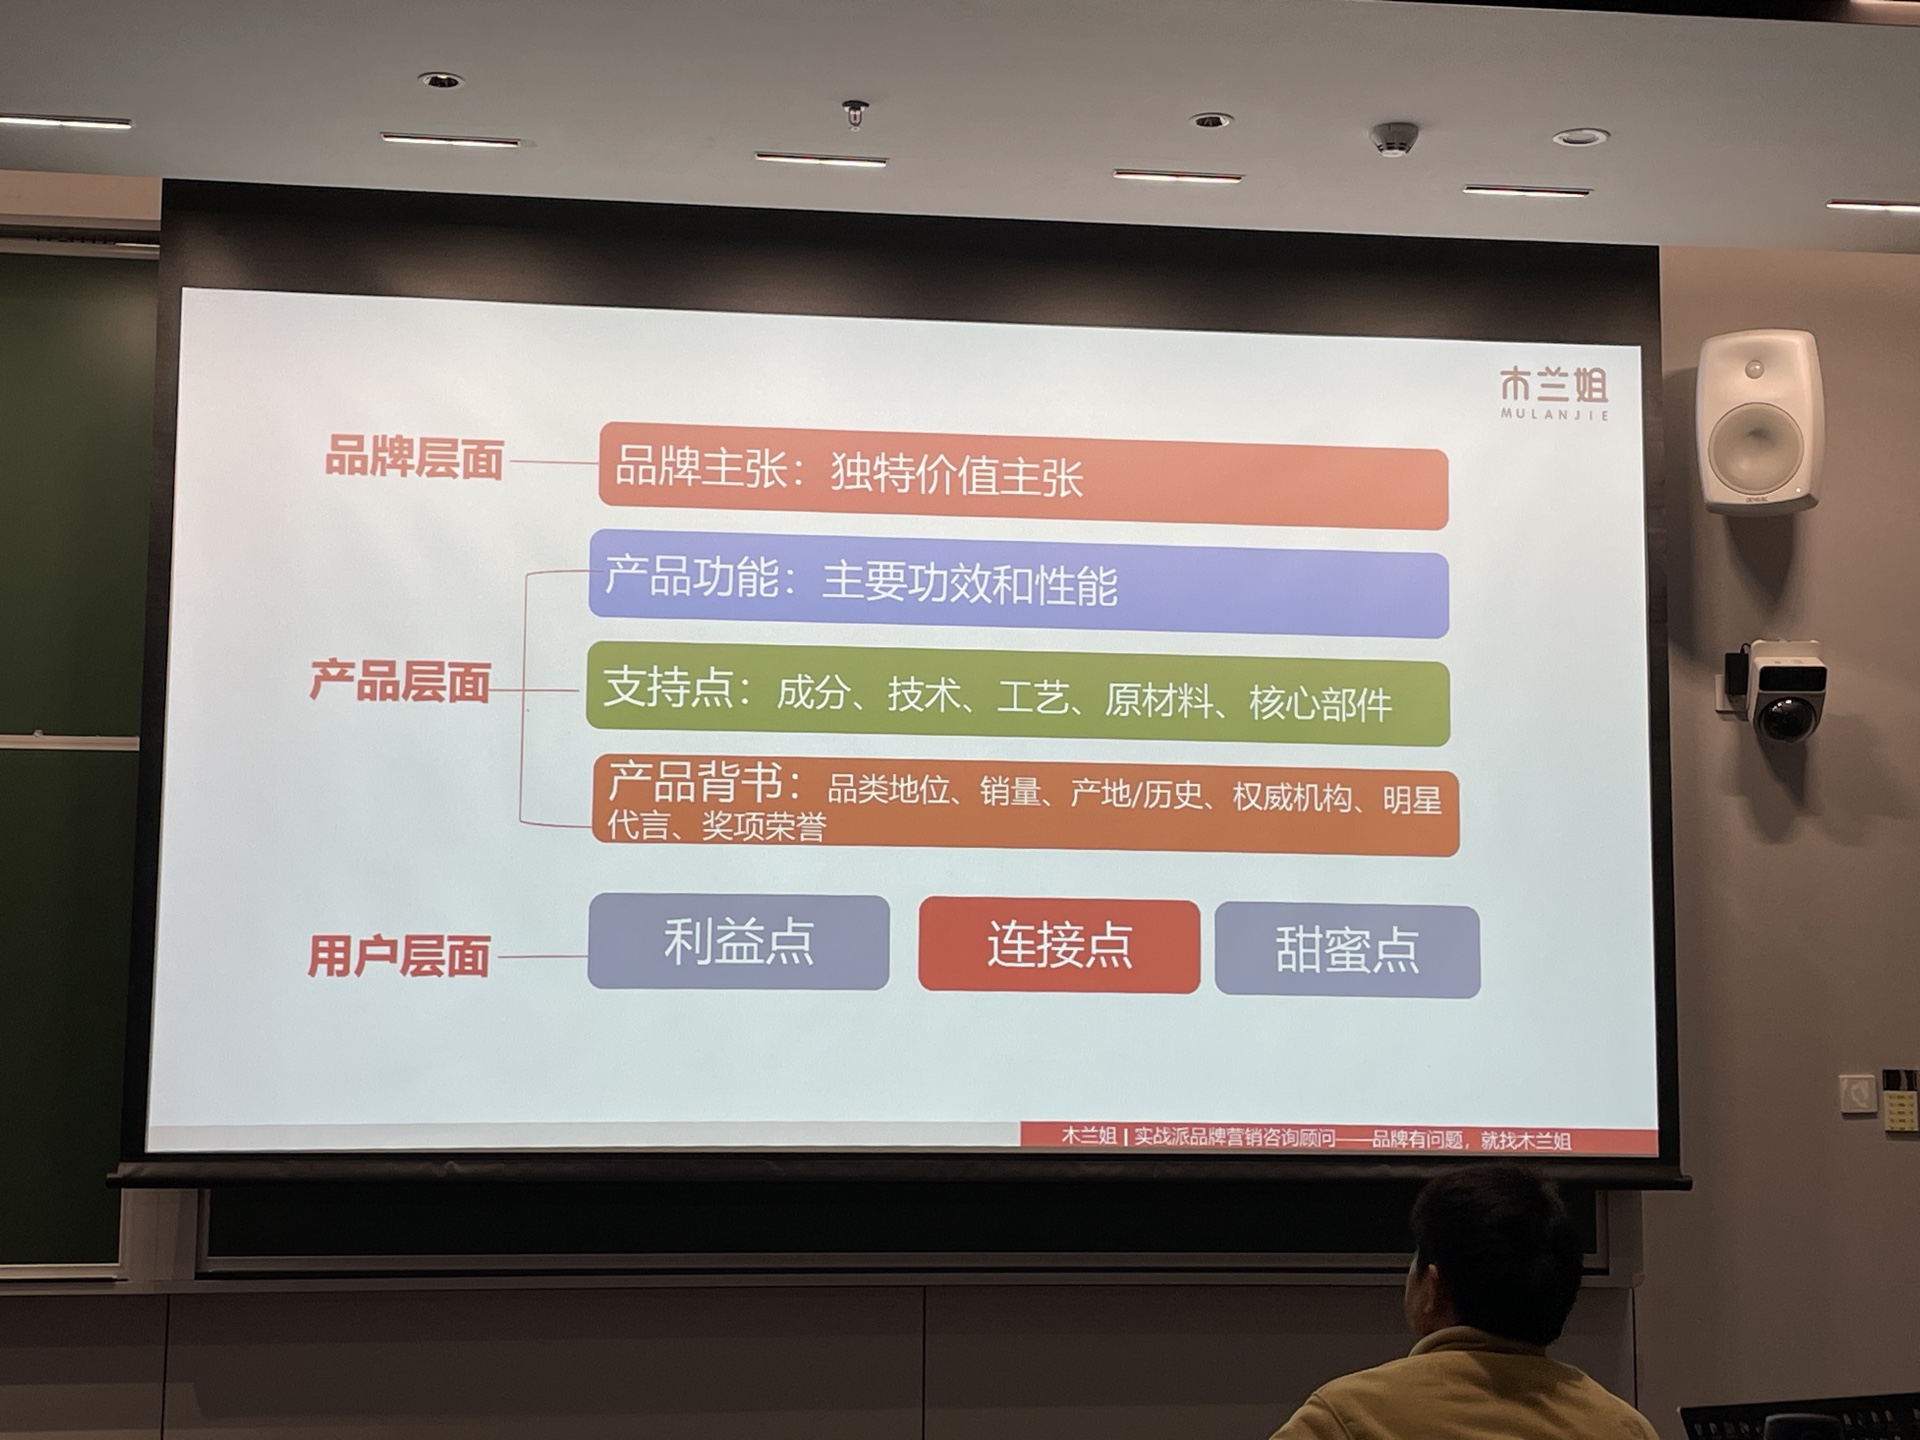 木兰姐
MULANJIE
品牌层面
品牌主张：独特价值主张
产品功能：主要功效和性能
产品层面
支持点：成分、技术、工艺、原材料、核心部件
产品背书：品类地位、销量、产地/历史、权威机构、明星
代言、奖项荣誉
用户层面
利益点
连接点
甜蜜点
木兰姐 | 实战派品牌营销咨询顾问——品牌有问题，就找木兰姐